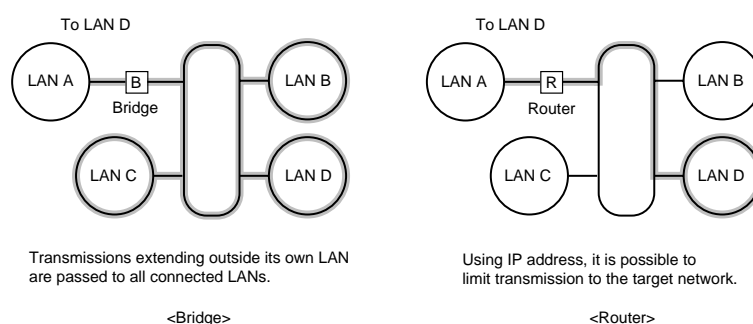 To LAN D
LAN A
B
Bridge
LAN B
LAN C
LAN D
Transmissions extending outside its own LAN
are passed to all connected LANs.
<Bridge>
To LAN D
LAN A
R
Router
LAN B
LAN C
LAN D
Using IP address, it is possible to
limit transmission to the target network.
<Router>